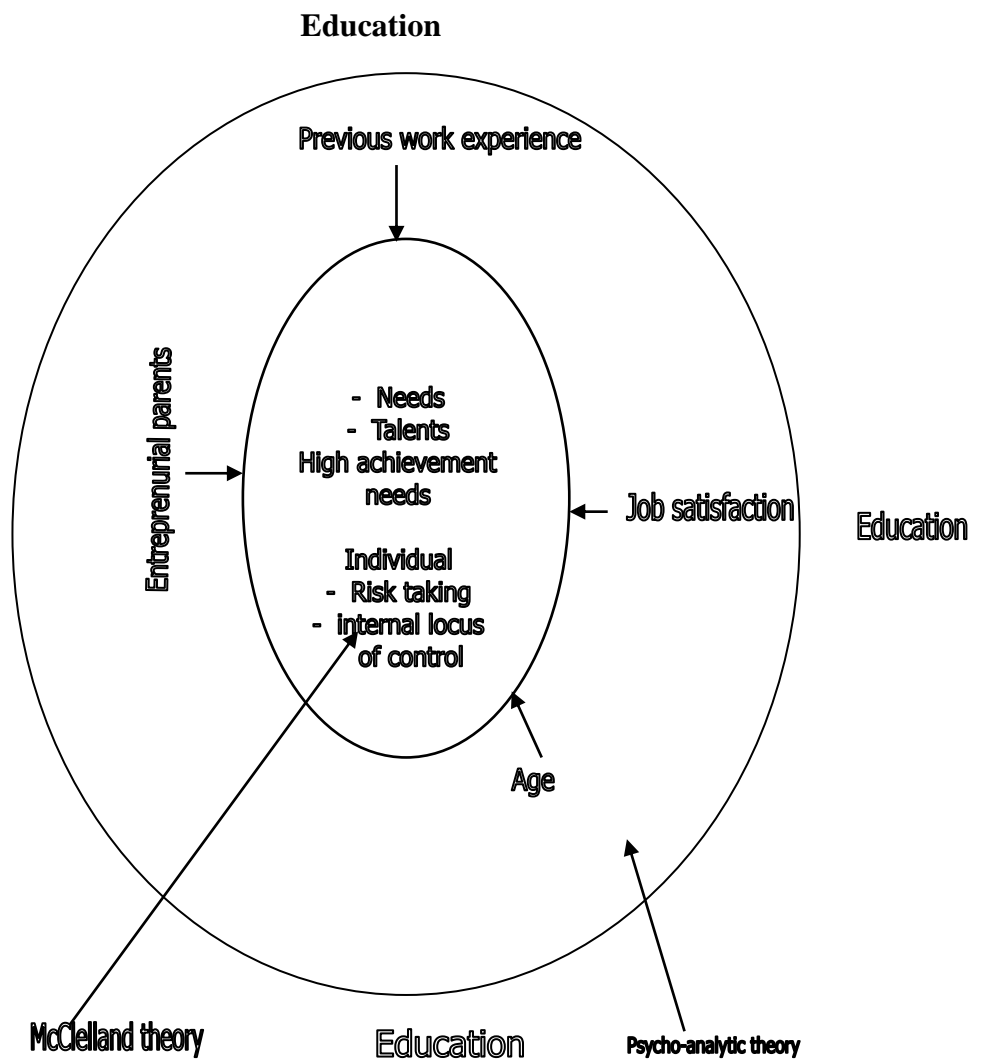 Education
Previous work experience
Entreprenurial parents
- Needs
- Talents
High achievement
needs
Individual
- Risk taking
- internal locus
of control
Job satisfaction
Education
Age
McClelland theory
Education
Psycho-analytic theory